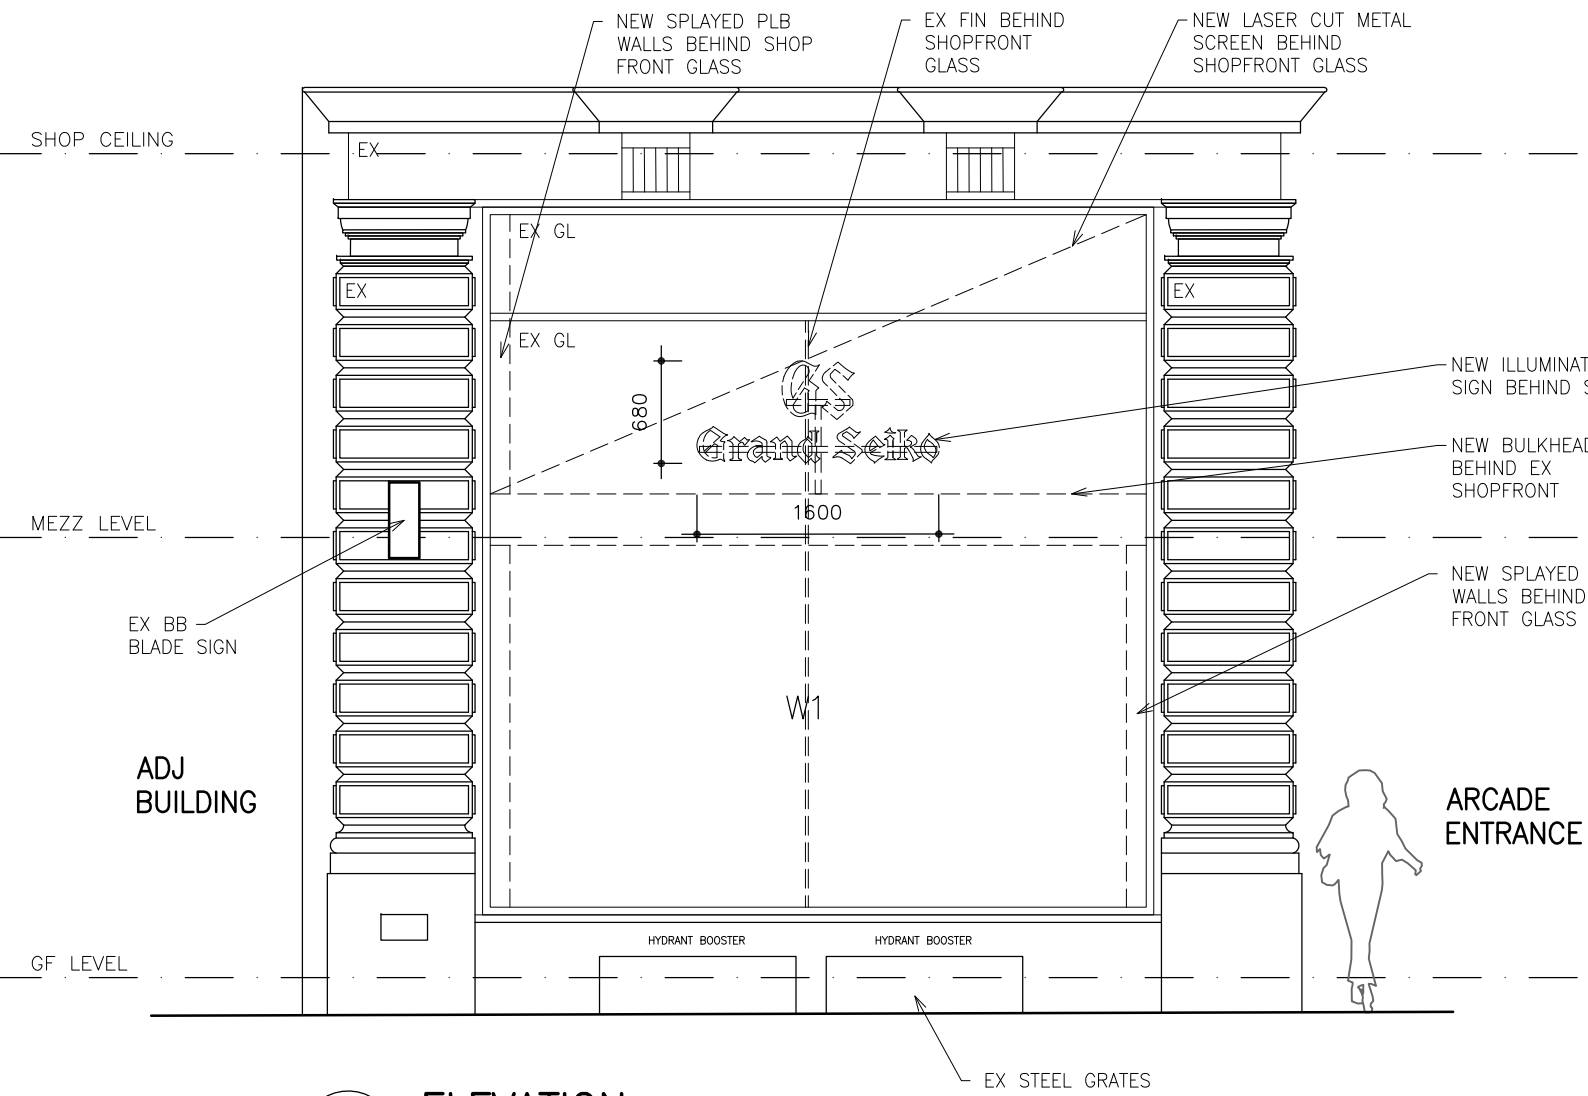 NEW SPLAYED PLB
WALLS BEHIND SHOP
FRONT GLASS
EX FIN BEHIND
SHOPFRONT
GLASS
NEW LASER CUT METAL
SCREEN BEHIND
SHOPFRONT GLASS
SHOP CEILING
EX
EX GL
EX
EX
EX GL
NEW ILLUMINAT
SIGN BEHIND S
680
GS
Grand Seiko
NEW BULKHEAD
BEHIND EX
SHOPFRONT
1600
MEZZ LEVEL
NEW SPLAYED
WALLS BEHIND
FRONT GLASS
EX BB
BLADE SIGN
W1
ADJ
BUILDING
ARCADE
ENTRANCE
HYDRANT BOOSTER
HYDRANT BOOSTER
GF LEVEL
EX STEEL GRATES
ELEVATION